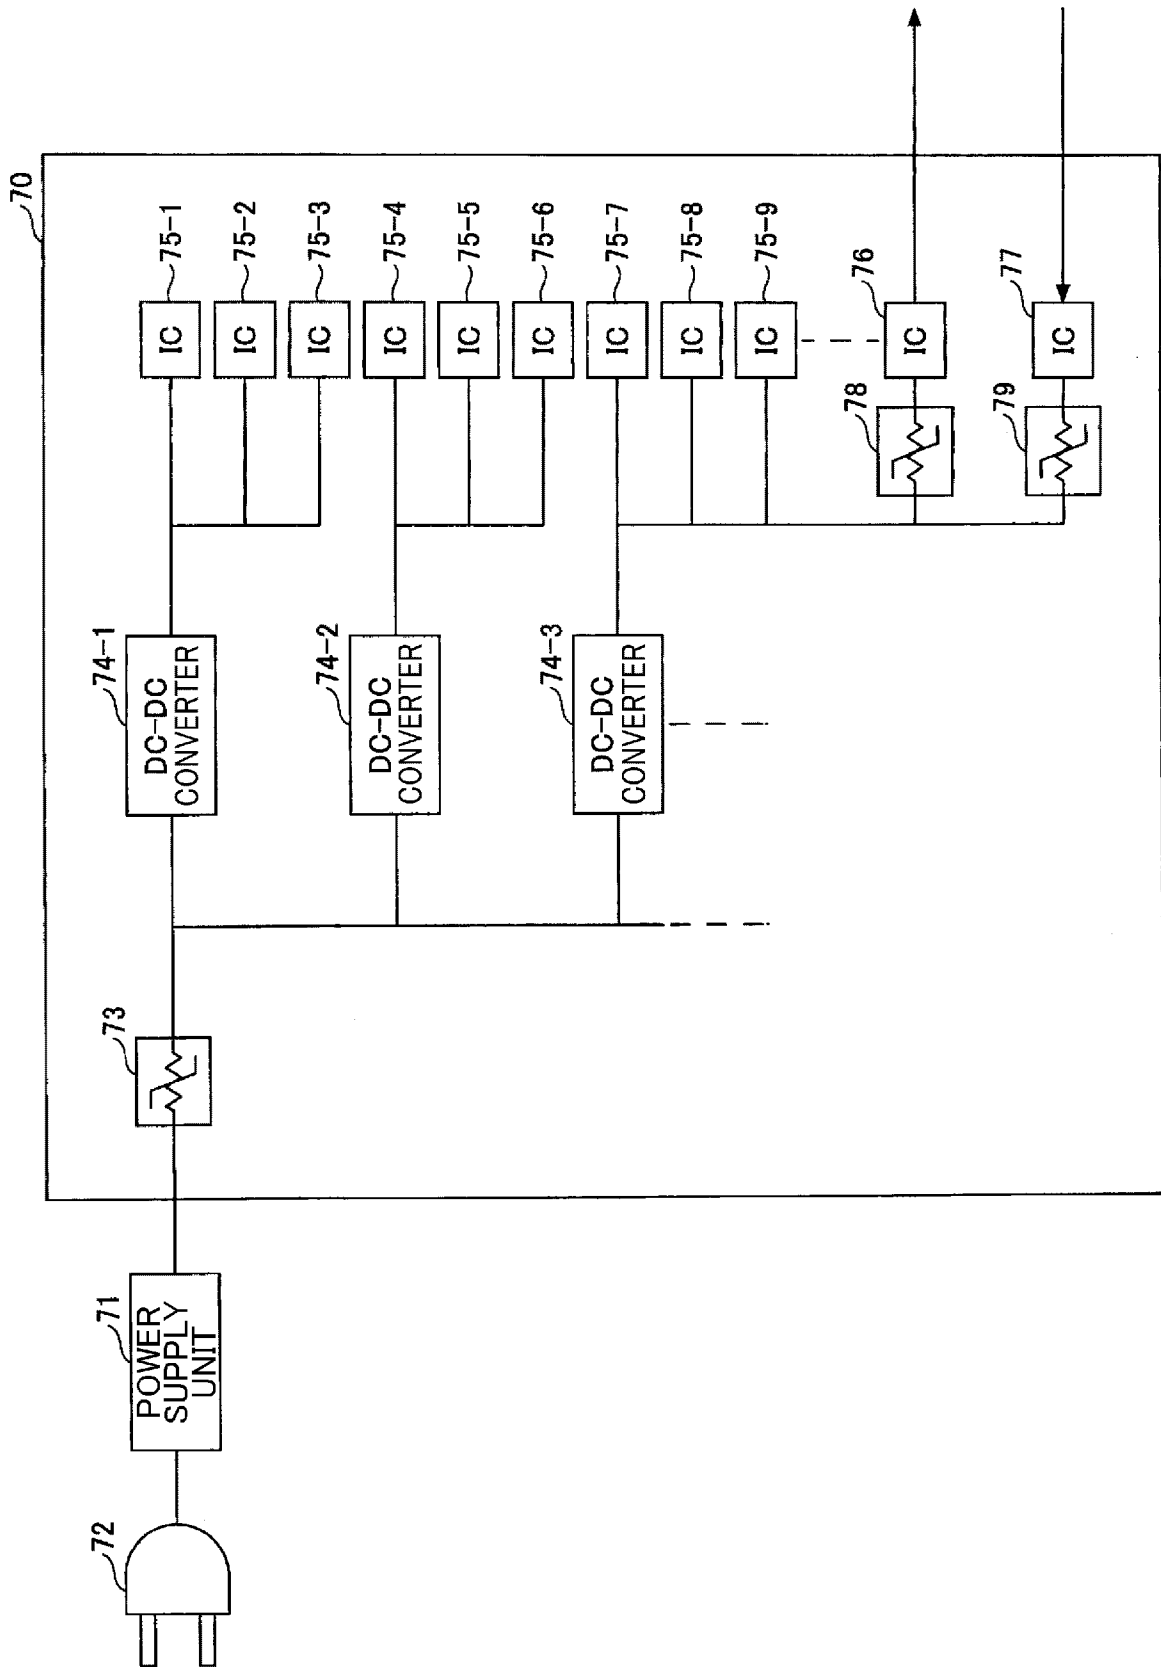 70
72
71
POWER
SUPPLY
UNIT
73
74-1
DC-DC
CONVERTER
74-2
DC-DC
CONVERTER
74-3
DC-DC
CONVERTER
IC
75-1
IC
75-2
IC
75-3
IC
75-4
IC
75-5
IC
75-6
IC
75-7
IC
75-8
IC
75-9
78
IC
76
79
IC
77